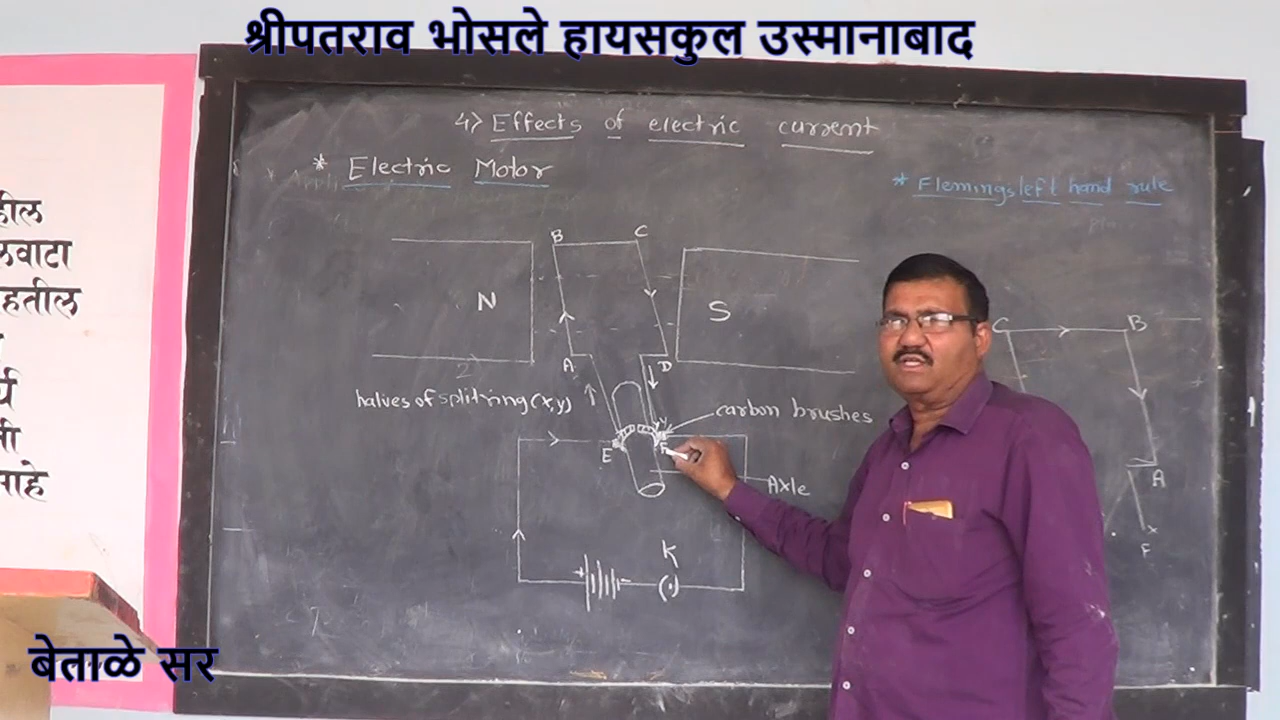 श्रीपतराव भोसले हायसकुल उस्मानाबाद
4) Effects of electric current
* Electric Motor
* Flemings left hand rule
B C
N
S
C B
A D
halves of split ring (x,y)
carbon brushes
E
Axle
A
F
K
हील
हतील
बेताळे सर